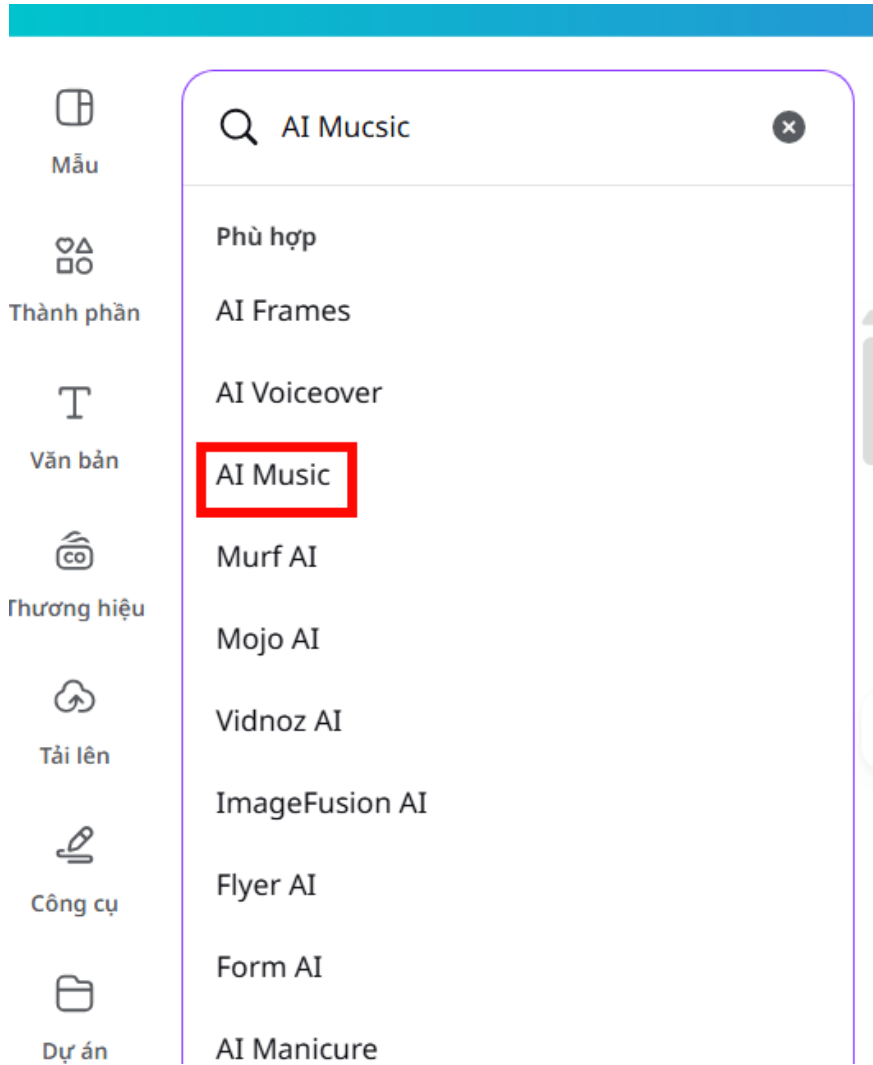 AI Mucsic
Mẫu
Phù hợp
Thành phần
AI Frames
AI Voiceover
Văn bản
AI Music
CO
Murf AI
Thương hiệu
Mojo AI
Tải lên
Vidnoz AI
ImageFusion AI
Công cụ
Flyer AI
Form AI
Dự án
AI Manicure